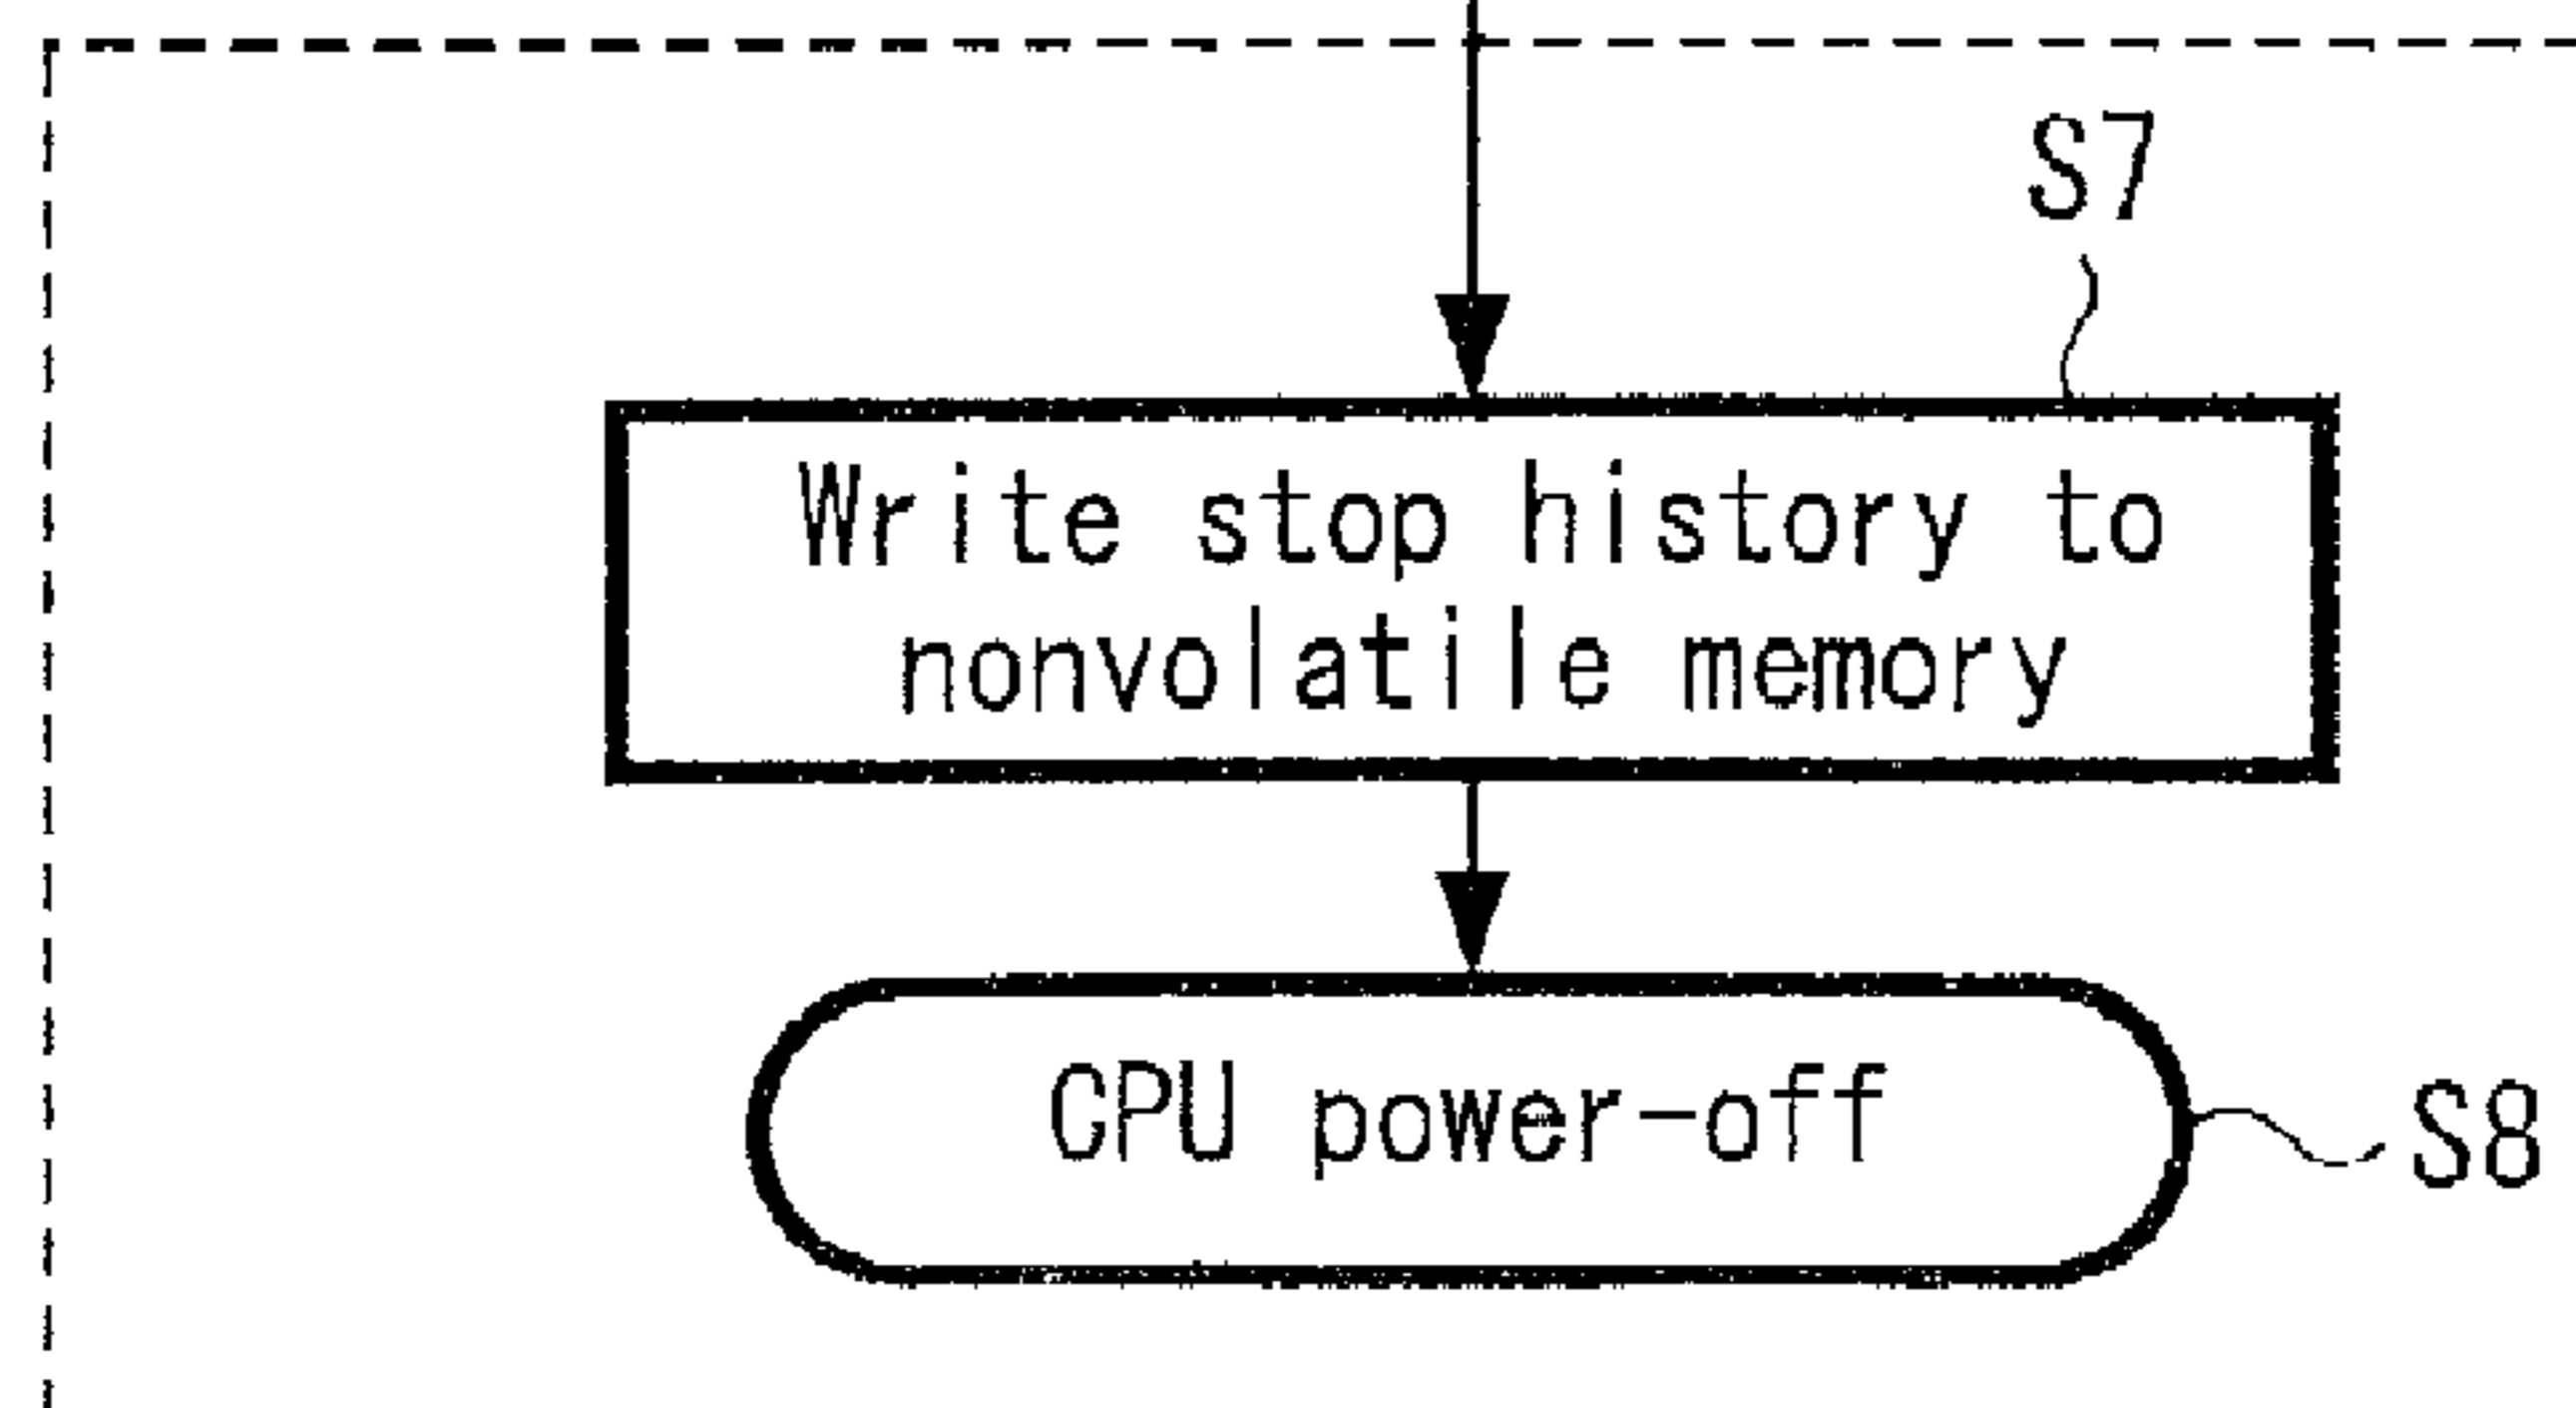 S7
Write stop history to
nonvolatile memory
CPU power-off
S8